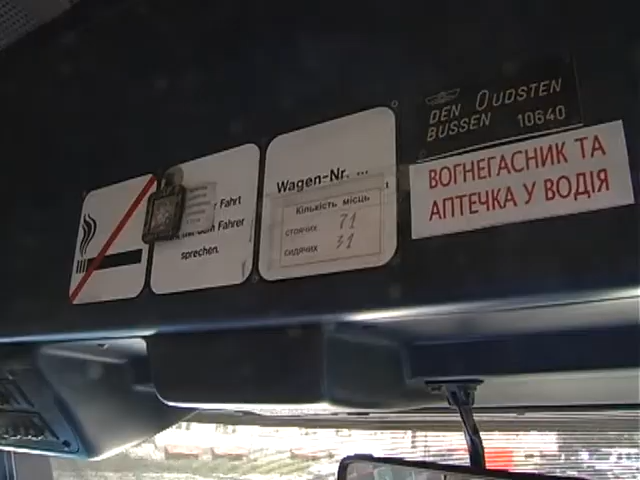 Fahrt
Fahrer
sprechen.
Wagen-Nr.
Кількість місць
стоячих 71
сидячих 31
DEN OUDSTEN
BUSSEN 10640
ВОГНЕГАСНИК ТА
АПТЕЧКА У ВОДІЯ